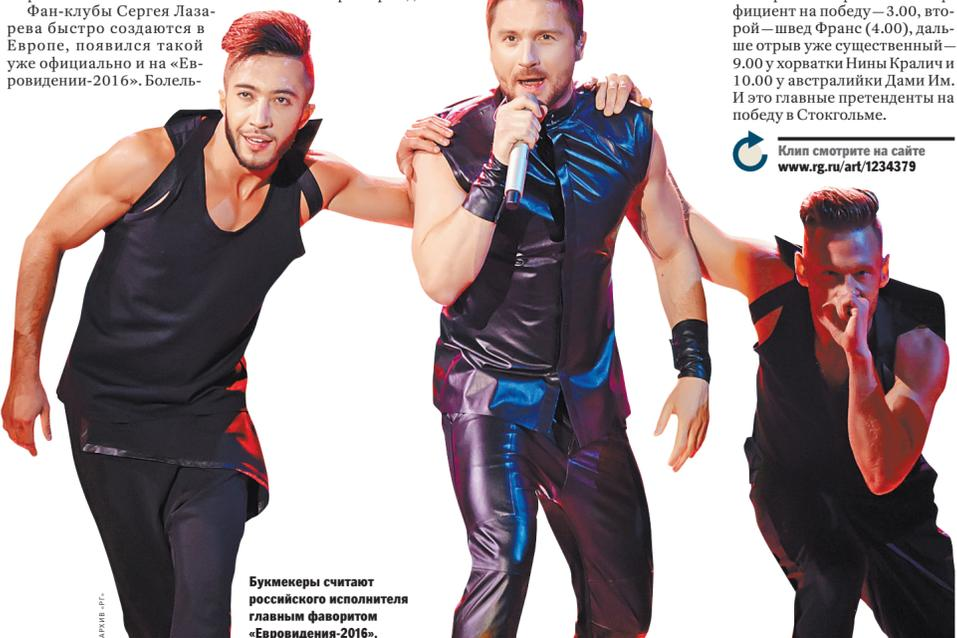 Фан-клубы Сергея Лаза-
рева быстро создаются в
Европе, появился такой
уже официально и на «Ев-
ровидении-2016». Болель-
фициент на победу — 3.00, вто-
рой — швед Франс (4.00), даль-
ше отрыв уже существенный —
9.00 у хорватки Нины Кралич и
10.00 у австралийки Дами Им.
И это главные претенденты на
победу в Стокгольме.
Клип смотрите на сайте
www.rg.ru/art/1234379
Букмекеры считают
российского исполнителя
главным фаворитом
«Евровидения-2016».
АРХИВ «РГ»